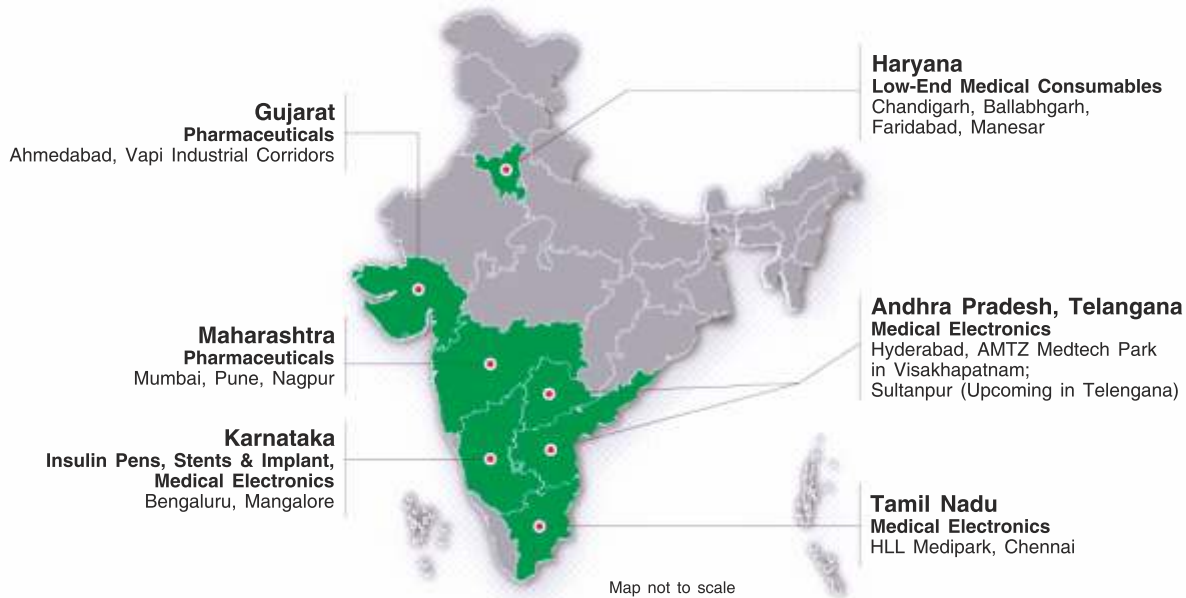 Gujarat
Pharmaceuticals
Ahmedabad, Vapi Industrial Corridors
Maharashtra
Pharmaceuticals
Mumbai, Pune, Nagpur
Karnataka
Insulin Pens, Stents & Implant,
Medical Electronics
Bengaluru, Mangalore
Haryana
Low-End Medical Consumables
Chandigarh, Ballabhgarh,
Faridabad, Manesar
Andhra Pradesh, Telangana
Medical Electronics
Hyderabad, AMTZ Medtech Park
in Visakhapatnam;
Sultanpur (Upcoming in Telengana)
Tamil Nadu
Medical Electronics
HLL Medipark, Chennai
Map not to scale